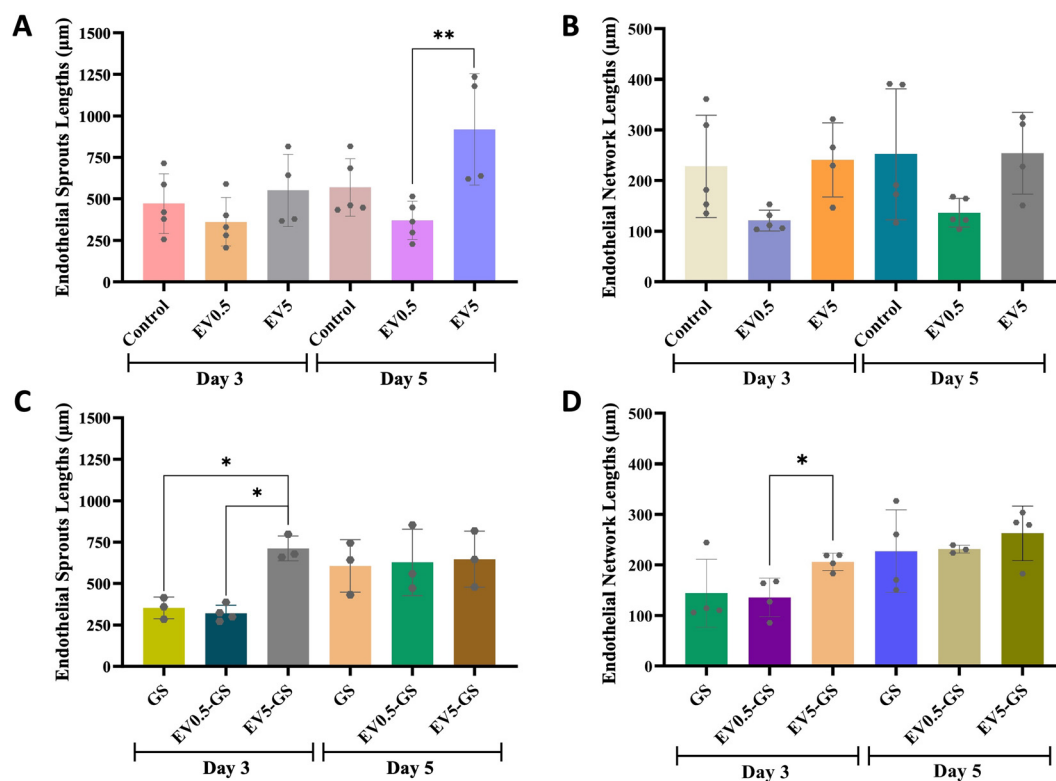 A
Endothelial Sprouts Lengths (μm)
1500
1250
1000
750
500
250
0
**
Control
EV0.5
EV5
Control
EV0.5
EV5
Day 3
Day 5
B
Endothelial Network Lengths (μm)
500
400
300
200
100
0
Control
EV0.5
EV5
Control
EV0.5
EV5
Day 3
Day 5
C
Endothelial Sprouts Lengths (μm)
1500
1250
1000
750
500
250
0
*
*
GS
EV0.5-GS
EV5-GS
GS
EV0.5-GS
EV5-GS
Day 3
Day 5
D
Endothelial Network Lengths (μm)
500
400
300
200
100
0
*
GS
EV0.5-GS
EV5-GS
GS
EV0.5-GS
EV5-GS
Day 3
Day 5